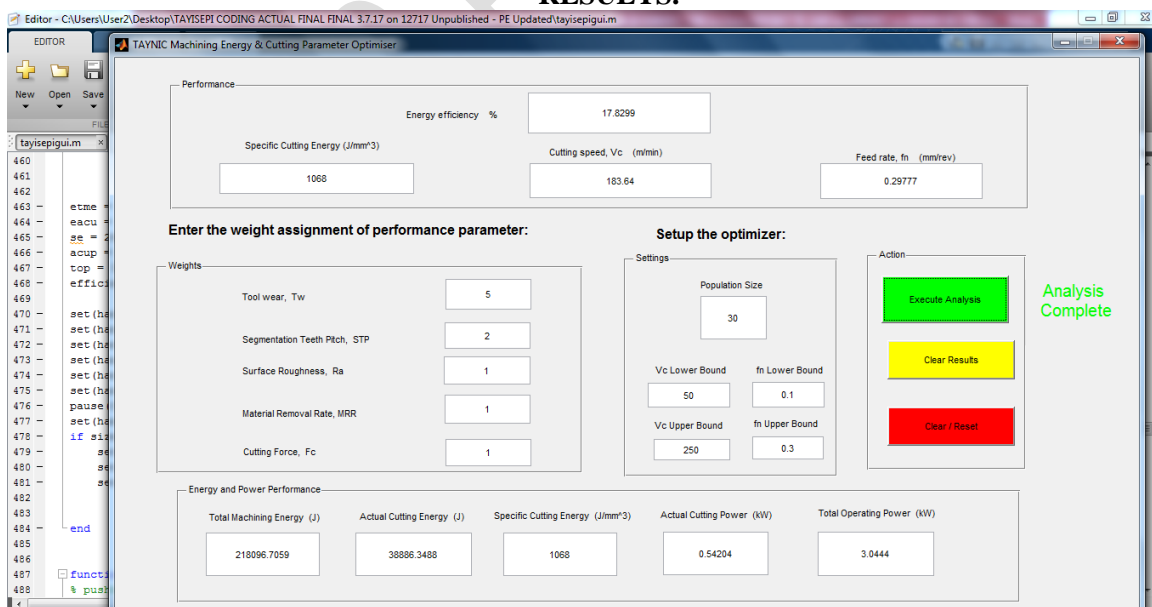 RESULTS:
Editor - C:\Users\User2\Desktop\TAYISEPI CODING ACTUAL FINAL FINAL 3.7.17 on 12717 Unpublished - PE Updated\tayisepigui.m
EDITOR
TAYNIC Machining Energy & Cutting Parameter Optimiser
New Open Save
FILE
tayisepigui.m ×
Performance
Energy efficiency % 17.8299
Specific Cutting Energy (J/mm^3) Cutting speed, Vc (m/min) Feed rate, fn (mm/rev)
1068 183.64 0.29777
Enter the weight assignment of performance parameter: Setup the optimizer:
Weights
Tool wear, Tw 5
Segmentation Teeth Pitch, STP 2
Surface Roughness, Ra 1
Material Removal Rate, MRR 1
Cutting Force, Fc 1
Settings
Population Size
30
Vc Lower Bound fn Lower Bound
50 0.1
Vc Upper Bound fn Upper Bound
250 0.3
Action
Execute Analysis
Clear Results
Clear / Reset
Analysis
Complete
Energy and Power Performance
Total Machining Energy (J) Actual Cutting Energy (J) Specific Cutting Energy (J/mm^3) Actual Cutting Power (kW) Total Operating Power (kW)
218096.7059 38886.3488 1068 0.54204 3.0444
460
461
462
463 - etme =
464 - eacu =
465 - se = 2
466 - acup =
467 - top =
468 - effici
469
470 - set(ha
471 - set(ha
472 - set(ha
473 - set(ha
474 - set(ha
475 - set(ha
476 - pause(
477 - set(ha
478 - if siz
479 - se
480 - se
481 - se
482
483
484 - end
485
486
487 functi
488 % push